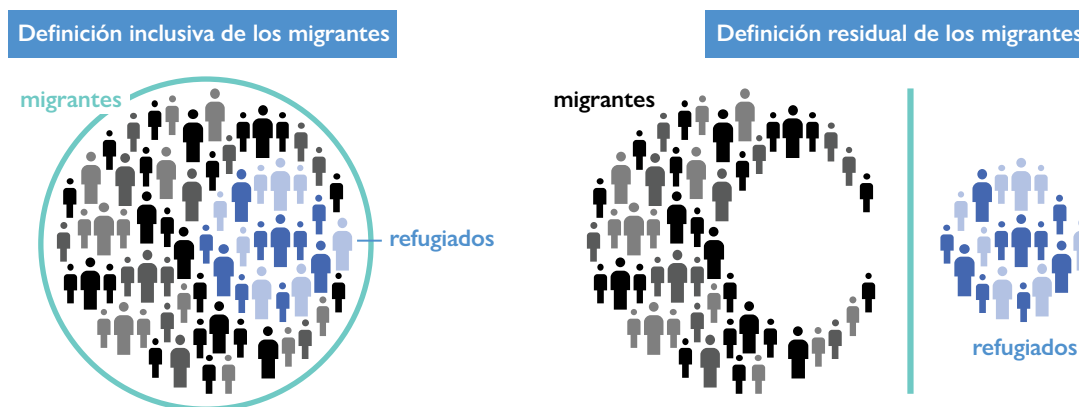 Definición inclusiva de los migrantes
migrantes
refugiados
Definición residual de los migrantes
migrantes
refugiados